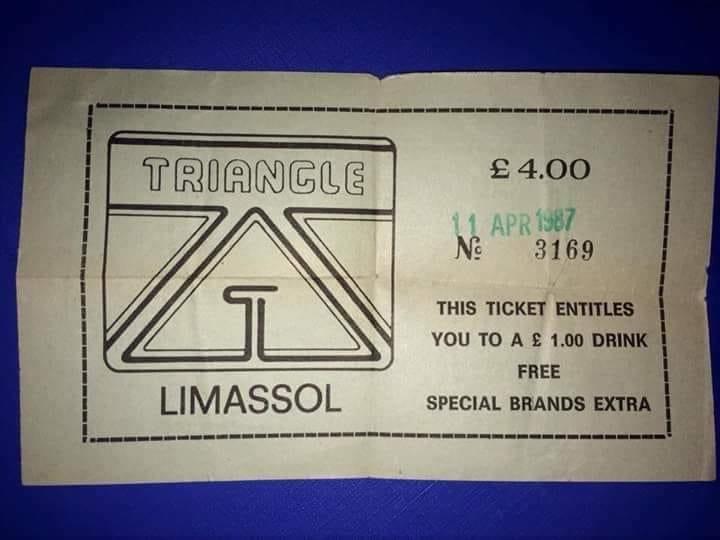 TRIANGLE
TL
LIMASSOL
£ 4.00
11 APR 1987
Nº 3169
THIS TICKET ENTITLES
YOU TO A £ 1.00 DRINK
FREE
SPECIAL BRANDS EXTRA